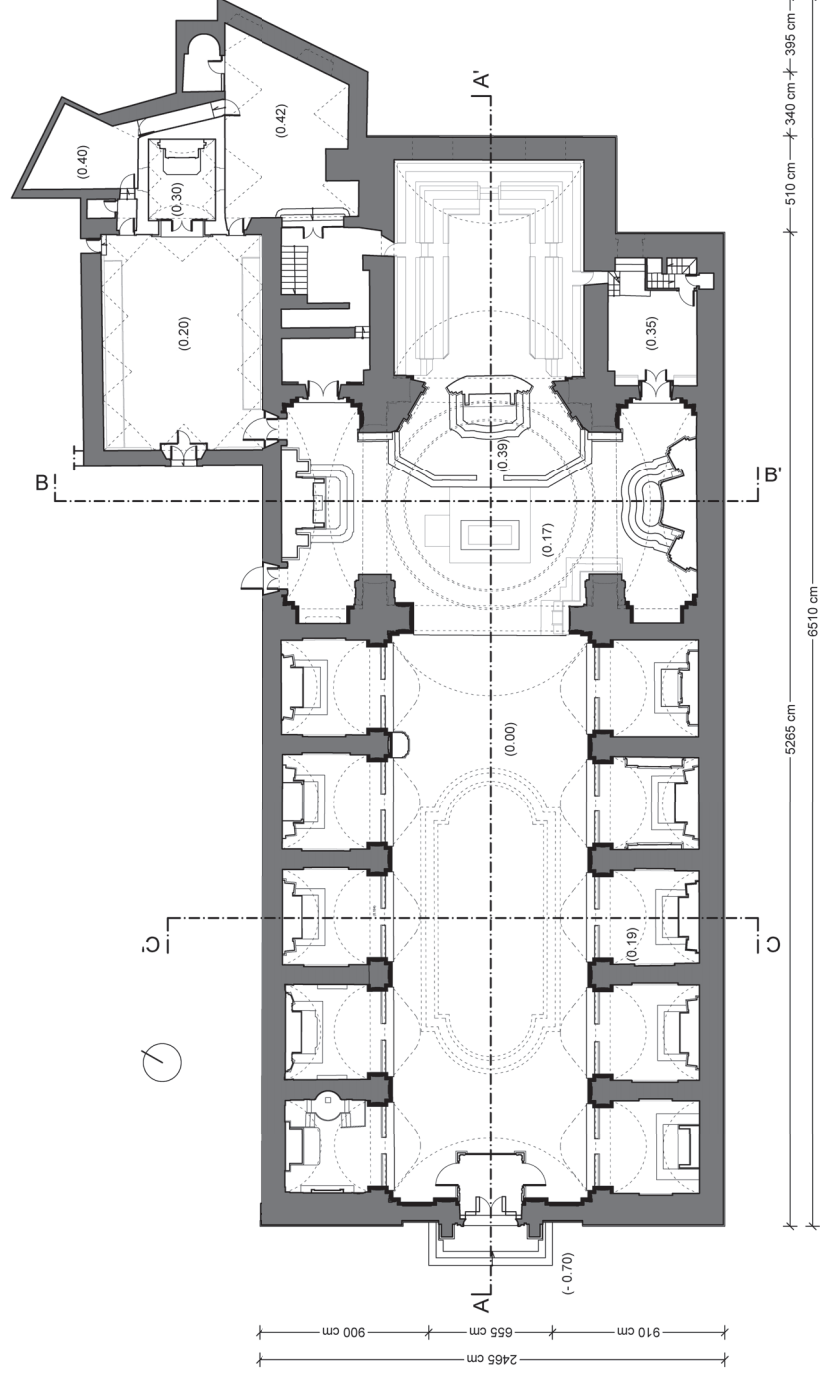 395 cm
340 cm
510 cm
5265 cm
6510 cm
A'
(0.42)
(0.40)
(0.30)
(0.20)
(0.35)
B
B'
(0.39)
(0.17)
(0.00)
C'
C
(0.19)
A
(- 0.70)
900 cm
655 cm
910 cm
2465 cm